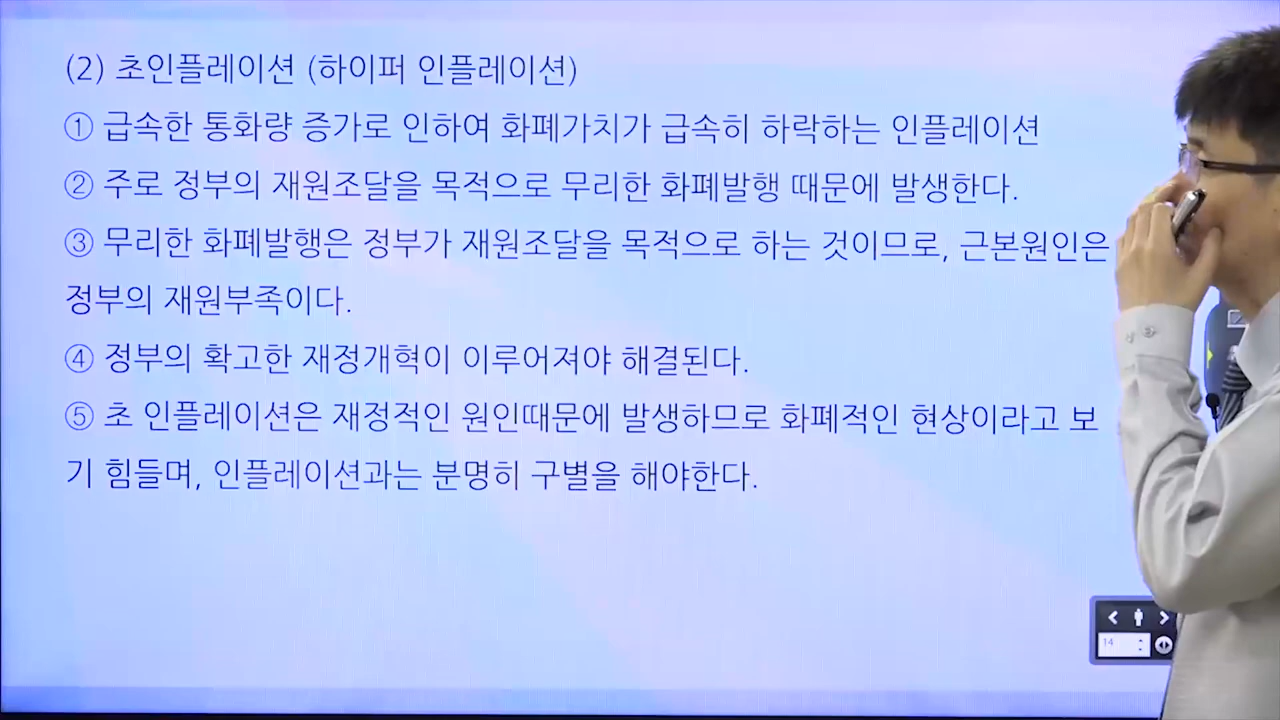 (2) 초인플레이션 (하이퍼 인플레이션)
① 급속한 통화량 증가로 인하여 화폐가치가 급속히 하락하는 인플레이션
② 주로 정부의 재원조달을 목적으로 무리한 화폐발행 때문에 발생한다.
③ 무리한 화폐발행은 정부가 재원조달을 목적으로 하는 것이므로, 근본원인은
정부의 재원부족이다.
④ 정부의 확고한 재정개혁이 이루어져야 해결된다.
⑤ 초 인플레이션은 재정적인 원인때문에 발생하므로 화폐적인 현상이라고 보
기 힘들며, 인플레이션과는 분명히 구별을 해야한다.
14